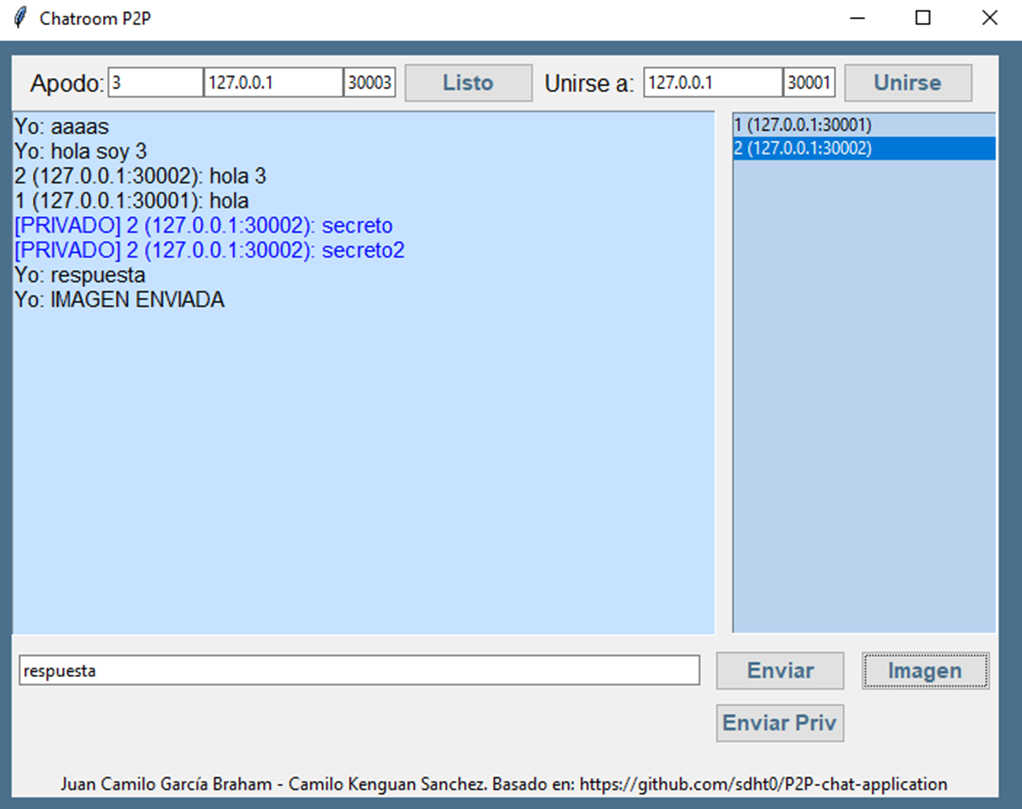 Chatroom P2P
Apodo: 3 127.0.0.1 30003 Listo Unirse a: 127.0.0.1 30001 Unirse
Yo: aaaas
Yo: hola soy 3
2 (127.0.0.1:30002): hola 3
1 (127.0.0.1:30001): hola
[PRIVADO] 2 (127.0.0.1:30002): secreto
[PRIVADO] 2 (127.0.0.1:30002): secreto2
Yo: respuesta
Yo: IMAGEN ENVIADA
1 (127.0.0.1:30001)
2 (127.0.0.1:30002)
respuesta Enviar Imagen
Enviar Priv
Juan Camilo García Braham - Camilo Kenguan Sanchez. Basado en: https://github.com/sdht0/P2P-chat-application